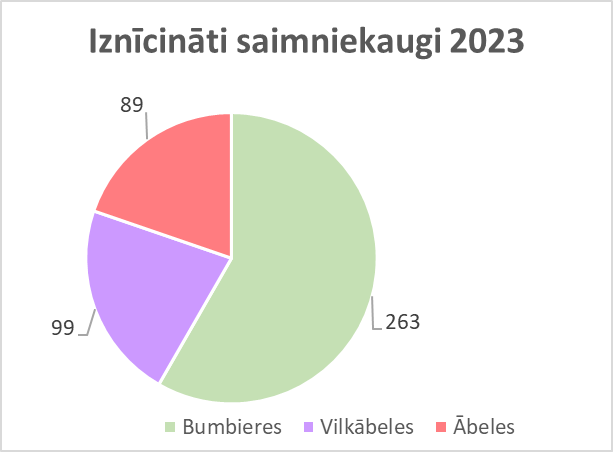 Iznīcināti saimniekaugi 2023
89
99
263
Bumbieres Vilkābeles Ābeles